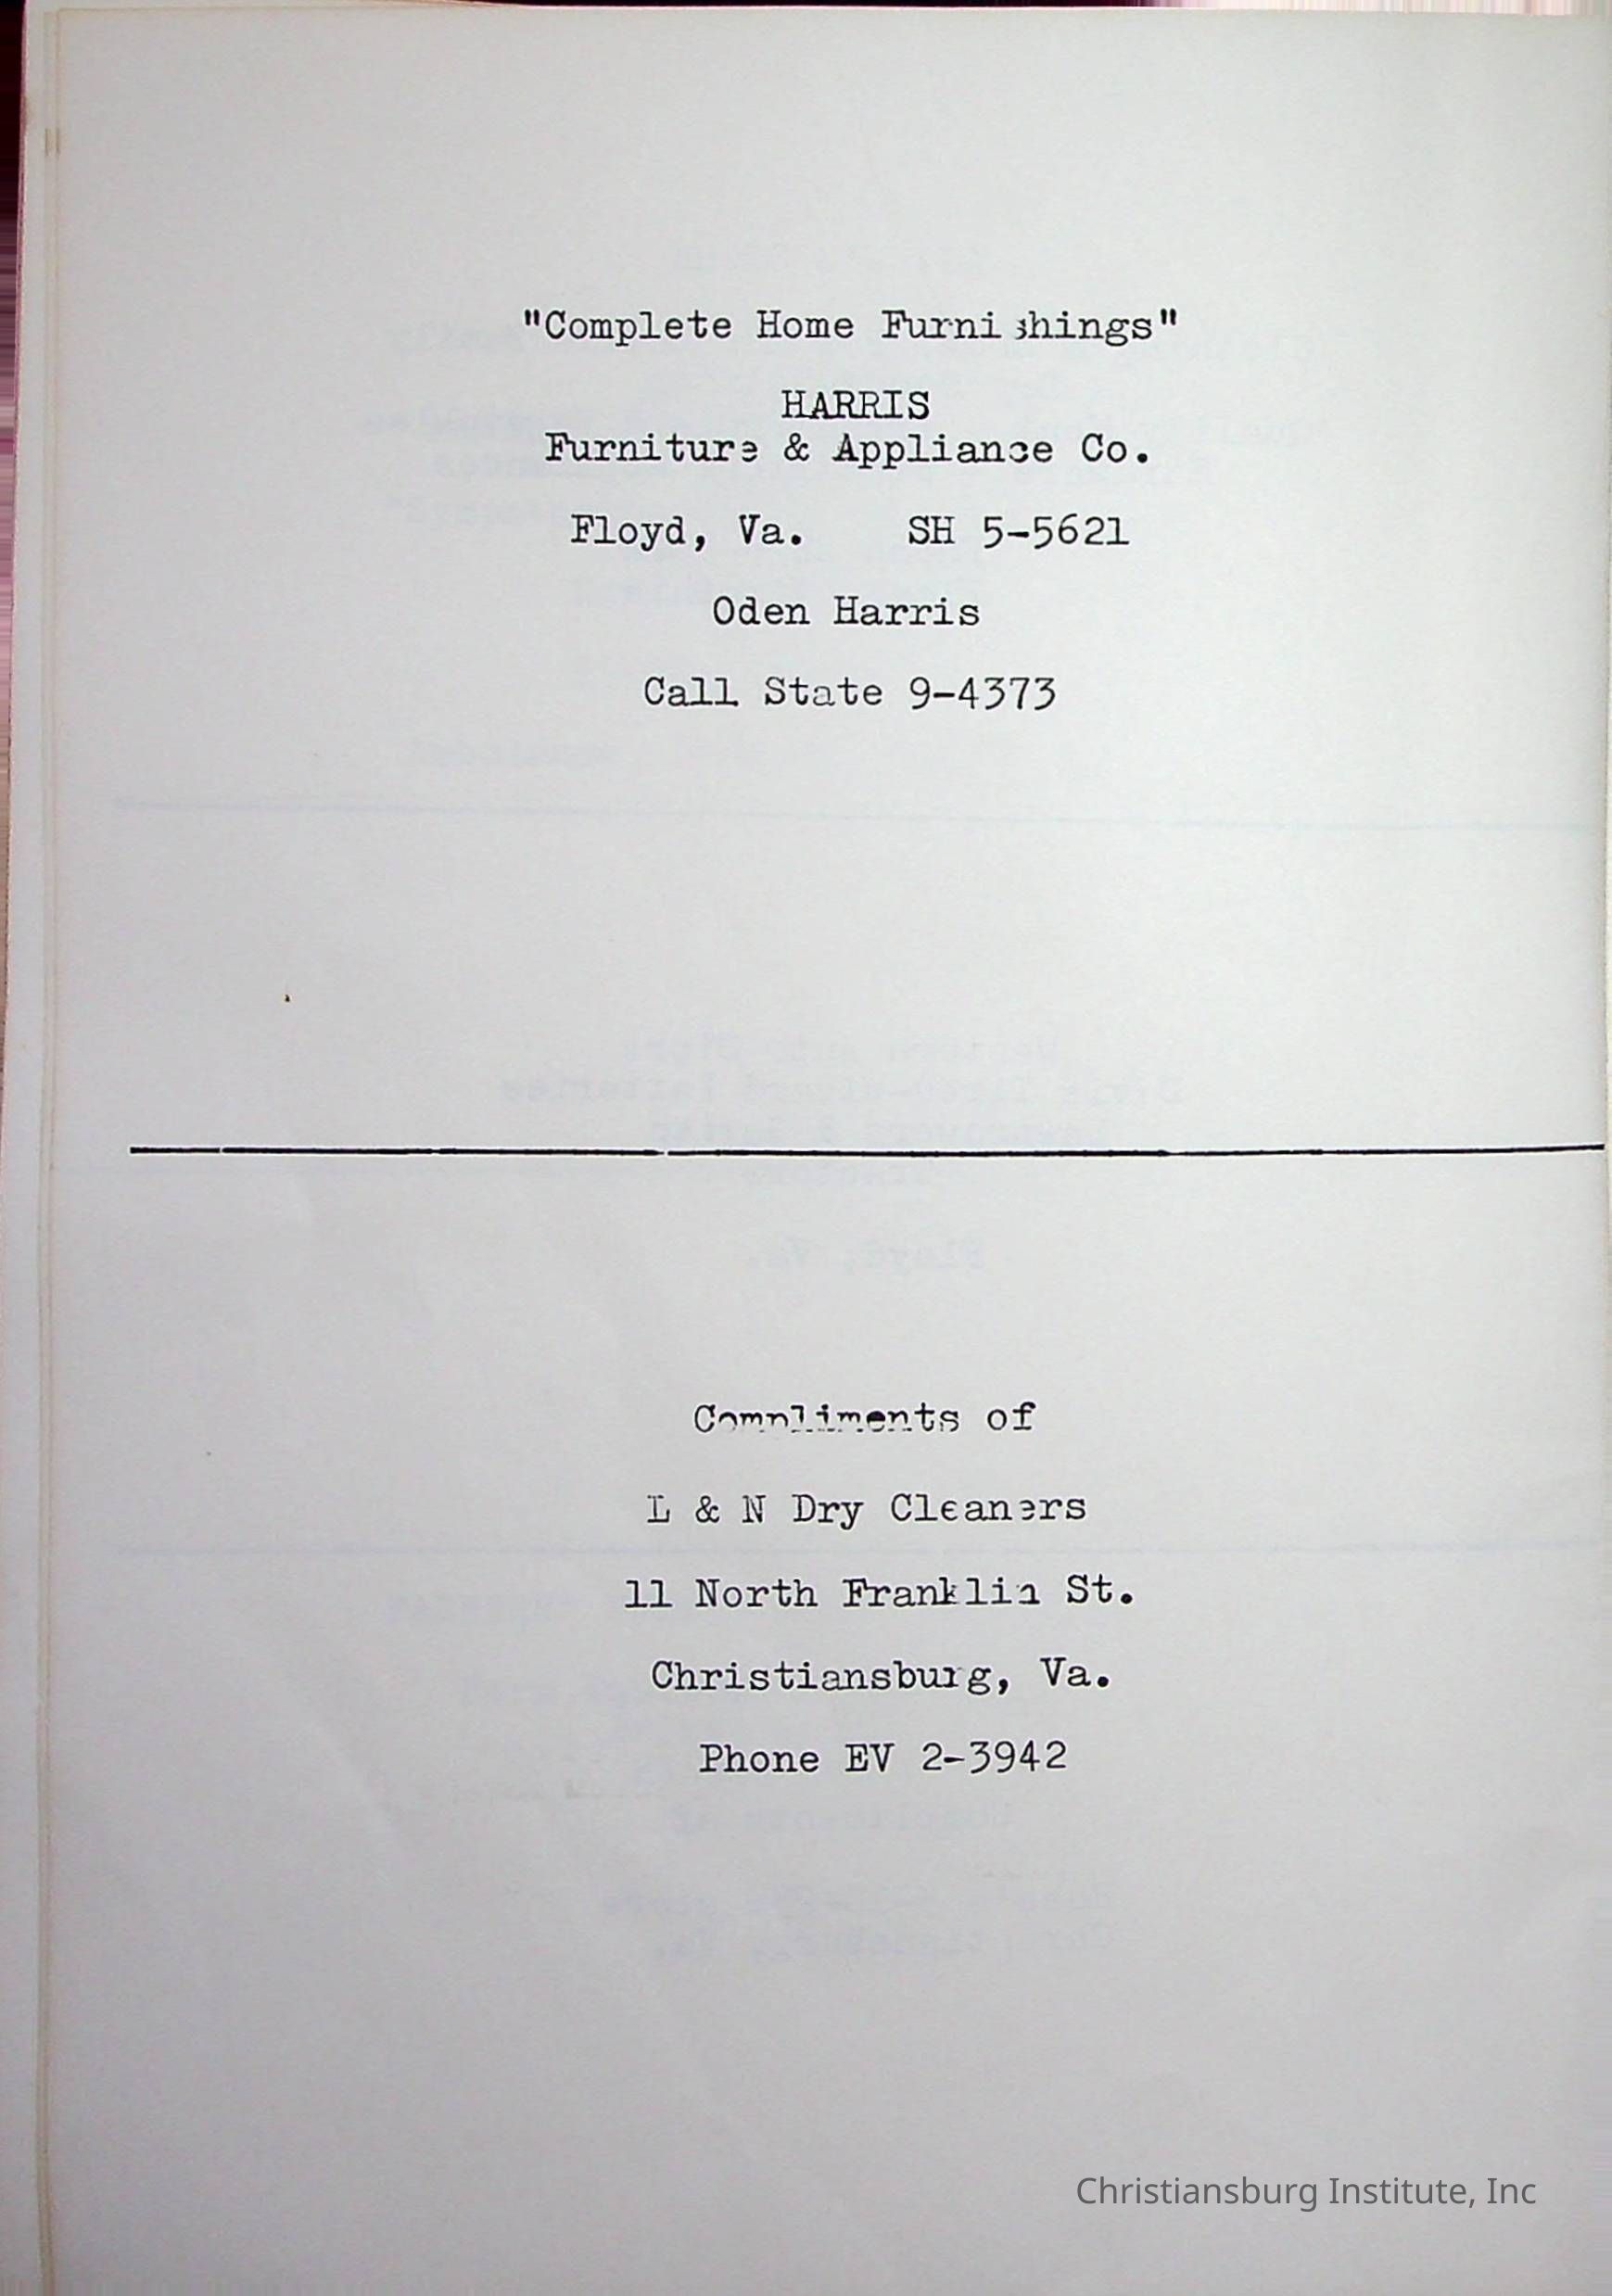 "Complete Home Furnishings"
HARRIS
Furniture & Appliance Co.
Floyd, Va. SH 5-5621
Oden Harris
Call State 9-4373
Compliments of
L & N Dry Cleaners
11 North Franklin St.
Christiansburg, Va.
Phone EV 2-3942
Christiansburg Institute, Inc